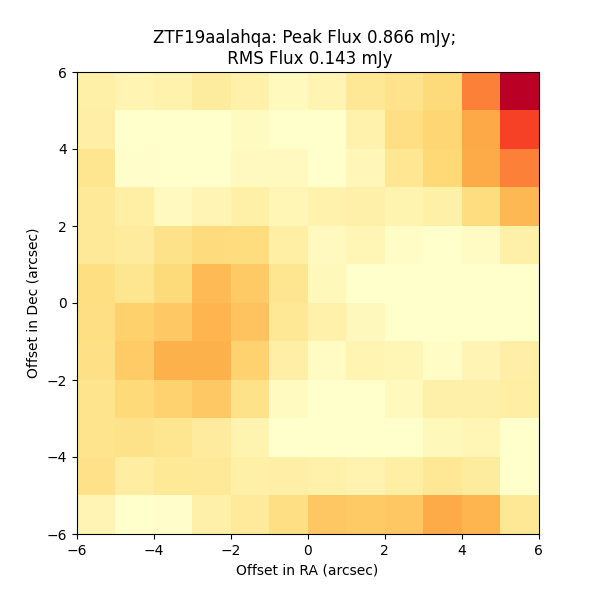 ZTF19aalahqa: Peak Flux 0.866 mJy;
RMS Flux 0.143 mJy
6
4
2
0
−2
−4
−6
Offset in Dec (arcsec)
−6 −4 −2 0 2 4 6
Offset in RA (arcsec)